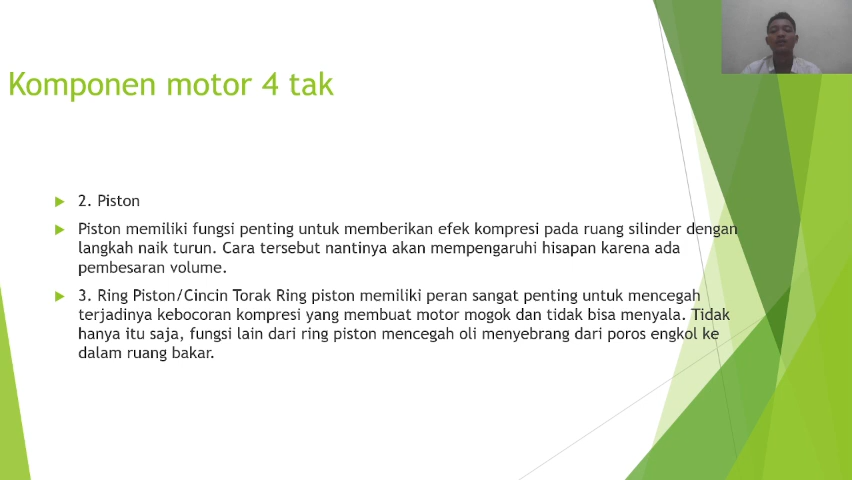 Komponen motor 4 tak
2. Piston
Piston memiliki fungsi penting untuk memberikan efek kompresi pada ruang silinder dengan
langkah naik turun. Cara tersebut nantinya akan mempengaruhi hisapan karena ada
pembesaran volume.
3. Ring Piston/Cincin Torak Ring piston memiliki peran sangat penting untuk mencegah
terjadinya kebocoran kompresi yang membuat motor mogok dan tidak bisa menyala. Tidak
hanya itu saja, fungsi lain dari ring piston mencegah oli menyebrang dari poros engkol ke
dalam ruang bakar.